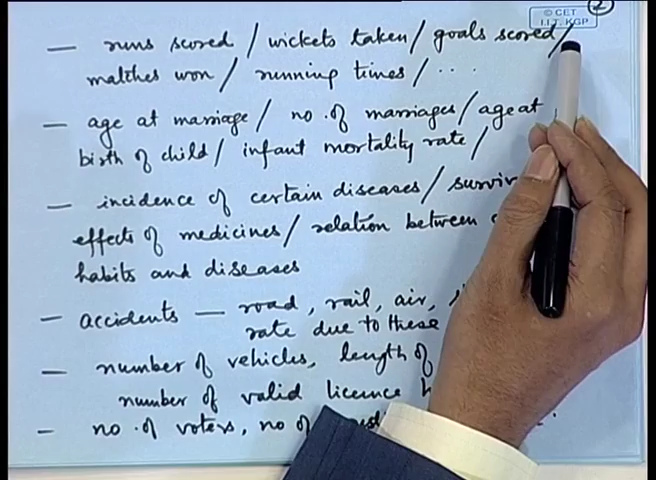 © CET
I.I.T. KGP
2
— runs scored / wickets taken / goals scored /
matches won / running times / ....
— age at marriage / no. of marriages / age at
birth of child / infant mortality rate /
— incidence of certain diseases /
effects of medicines / relation between
habits and diseases
— accidents — road, rail, air,
rate due to these
— number of vehicles, length of
number of valid licence
— no. of voters, no of